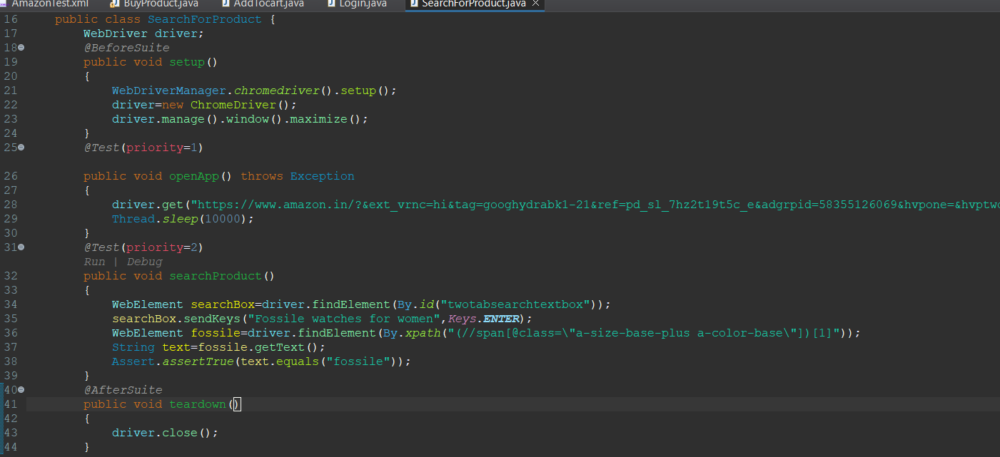 AmazonTest.xml BuyProduct.java AddTocart.java Login.java SearchForProduct.java
16 public class SearchForProduct {
17 WebDriver driver;
18 @BeforeSuite
19 public void setup()
20 {
21 WebDriverManager.chromedriver().setup();
22 driver=new ChromeDriver();
23 driver.manage().window().maximize();
24 }
25 @Test(priority=1)
26 public void openApp() throws Exception
27 {
28 driver.get("https://www.amazon.in/?&ext_vrnc=hi&tag=googhydrabk1-21&ref=pd_sl_7hz2t19t5c_e&adgrpid=58355126069&hvpone=&hvptwo
29 Thread.sleep(10000);
30 }
31 @Test(priority=2)
Run | Debug
32 public void searchProduct()
33 {
34 WebElement searchBox=driver.findElement(By.id("twotabsearchtextbox"));
35 searchBox.sendKeys("Fossile watches for women",Keys.ENTER);
36 WebElement fossile=driver.findElement(By.xpath("(//span[@class=\"a-size-base-plus a-color-base\"])[1]"));
37 String text=fossile.getText();
38 Assert.assertTrue(text.equals("fossile"));
39 }
40 @AfterSuite
41 public void teardown()
42 {
43 driver.close();
44 }